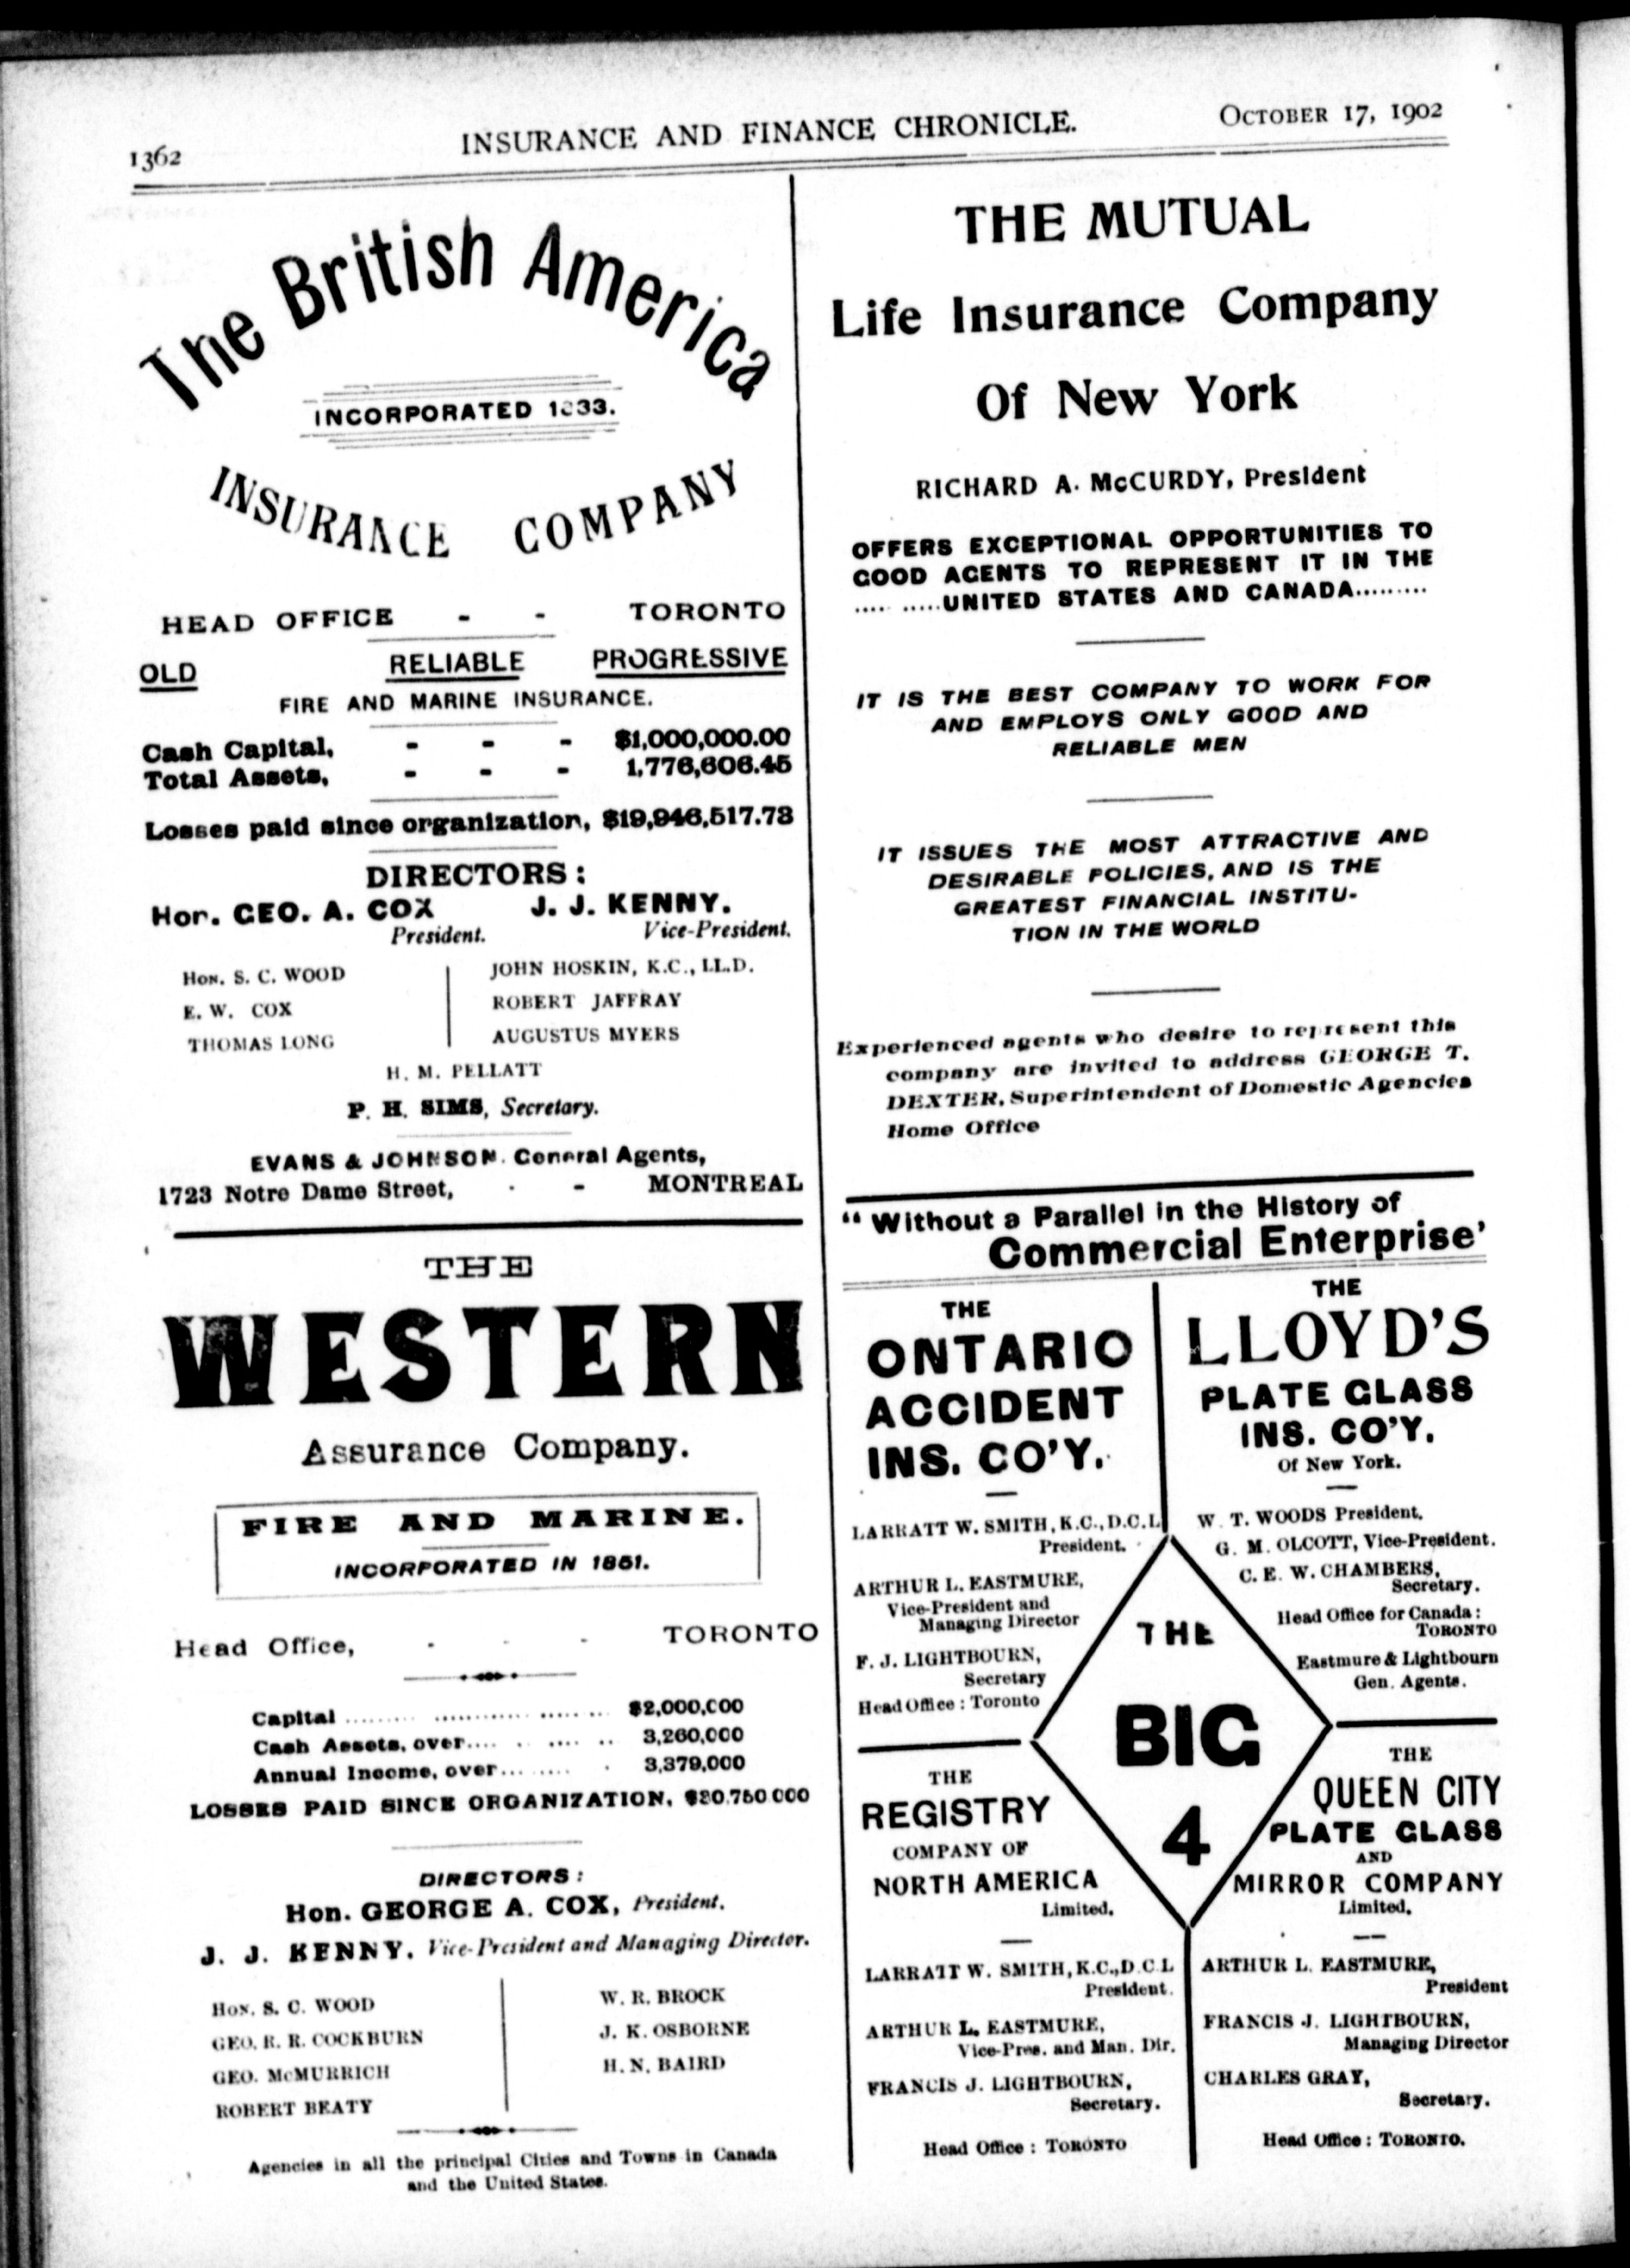 1362
INSURANCE AND FINANCE CHRONICLE.
OCTOBER 17, 1902
The British America
INCORPORATED 1833.
INSURANCE COMPANY
HEAD OFFICE - - TORONTO
OLD RELIABLE PROGRESSIVE
FIRE AND MARINE INSURANCE.
Cash Capital, - - - $1,000,000.00
Total Assets, - - - 1,776,606.45
Losses paid since organization, $19,946,517.73
DIRECTORS:
Hon. GEO. A. COX J. J. KENNY.
President. Vice-President.
HON. S. C. WOOD JOHN HOSKIN, K.C., LL.D.
E. W. COX ROBERT JAFFRAY
THOMAS LONG AUGUSTUS MYERS
H. M. PELLATT
P. H. SIMS, Secretary.
EVANS & JOHNSON. General Agents,
1723 Notre Dame Street, - - MONTREAL
THE
WESTERN
Assurance Company.
FIRE AND MARINE.
INCORPORATED IN 1851.
Head Office, - - - TORONTO
Capital .......... $2,000,000
Cash Assets, over.......... 3,260,000
Annual Income, over.......... 3,379,000
LOSSES PAID SINCE ORGANIZATION, $30,750 000
DIRECTORS:
Hon. GEORGE A. COX, President.
J. J. KENNY, Vice-President and Managing Director.
HON. S. C. WOOD W. R. BROCK
GEO. R. R. COCKBURN J. K. OSBORNE
GEO. McMURRICH H. N. BAIRD
ROBERT BEATY
Agencies in all the principal Cities and Towns in Canada
and the United States.
THE MUTUAL
Life Insurance Company
Of New York
RICHARD A. McCURDY, President
OFFERS EXCEPTIONAL OPPORTUNITIES TO
GOOD AGENTS TO REPRESENT IT IN THE
.........UNITED STATES AND CANADA.........
IT IS THE BEST COMPANY TO WORK FOR
AND EMPLOYS ONLY GOOD AND
RELIABLE MEN
IT ISSUES THE MOST ATTRACTIVE AND
DESIRABLE POLICIES, AND IS THE
GREATEST FINANCIAL INSTITU-
TION IN THE WORLD
Experienced agents who desire to represent this
company are invited to address GEORGE T.
DEXTER, Superintendent of Domestic Agencies
Home Office
"Without a Parallel in the History of
Commercial Enterprise'
THE
ONTARIO
ACCIDENT
INS. CO'Y.
LARRATT W. SMITH, K.C., D.C.L
President.
ARTHUR L. EASTMURE,
Vice-President and
Managing Director
F. J. LIGHTBOURN,
Secretary
Head Office : Toronto
THE
LLOYD'S
PLATE GLASS
INS. CO'Y.
Of New York.
W. T. WOODS President.
G. M. OLCOTT, Vice-President.
C. E. W. CHAMBERS,
Secretary.
Head Office for Canada :
TORONTO
Eastmure & Lightbourn
Gen. Agents.
THE
BIG
4
THE
REGISTRY
COMPANY OF
NORTH AMERICA
Limited.
LARRATT W. SMITH, K.C., D.C.L
President.
ARTHUR L. EASTMURE,
Vice-Pres. and Man. Dir.
FRANCIS J. LIGHTBOURN,
Secretary.
Head Office : TORONTO
THE
QUEEN CITY
PLATE GLASS
AND
MIRROR COMPANY
Limited.
ARTHUR L. EASTMURE,
President
FRANCIS J. LIGHTBOURN,
Managing Director
CHARLES GRAY,
Secretary.
Head Office : TORONTO.